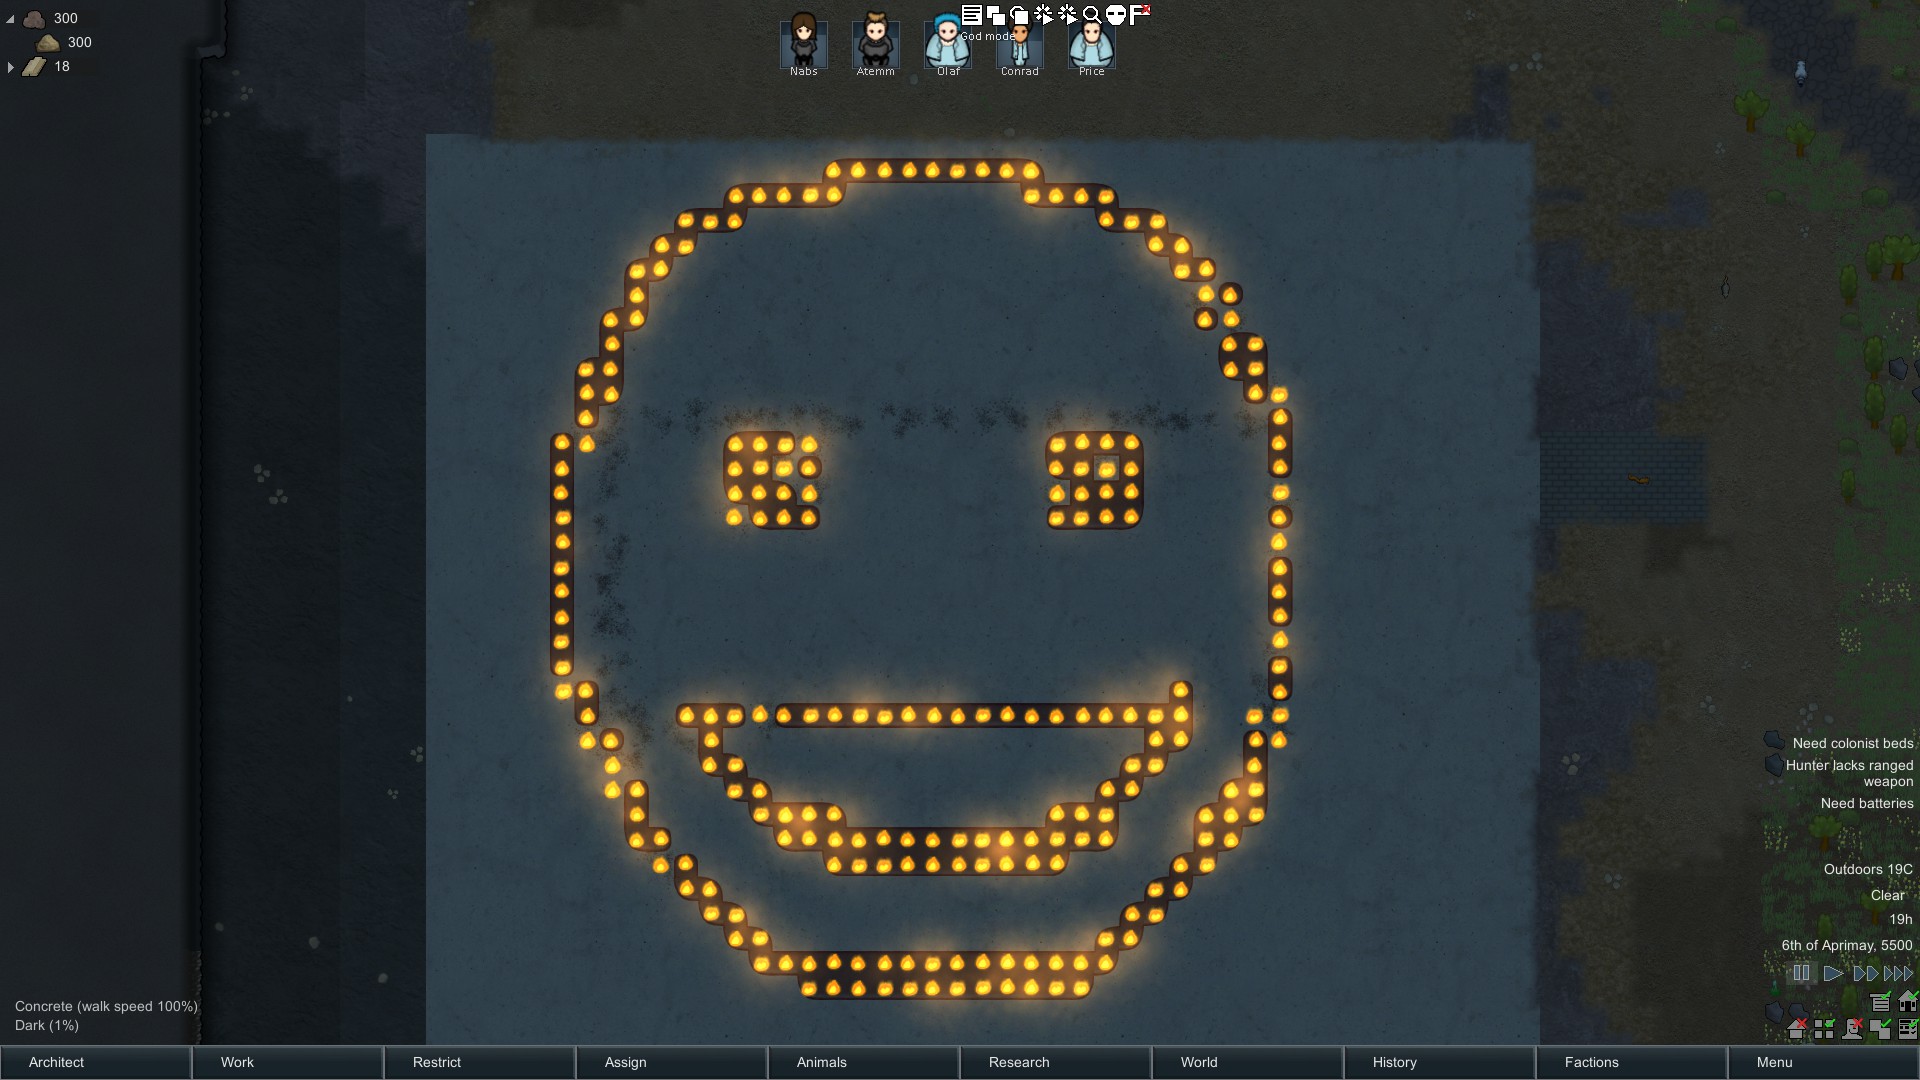 300
300
18
God mode
Nabs
Atemm
Olaf
Conrad
Price
Need colonist beds
Hunter lacks ranged
weapon
Need batteries
Outdoors 19C
Clear
19h
6th of Aprimay, 5500
Concrete (walk speed 100%)
Dark (1%)
Architect
Work
Restrict
Assign
Animals
Research
World
History
Factions
Menu